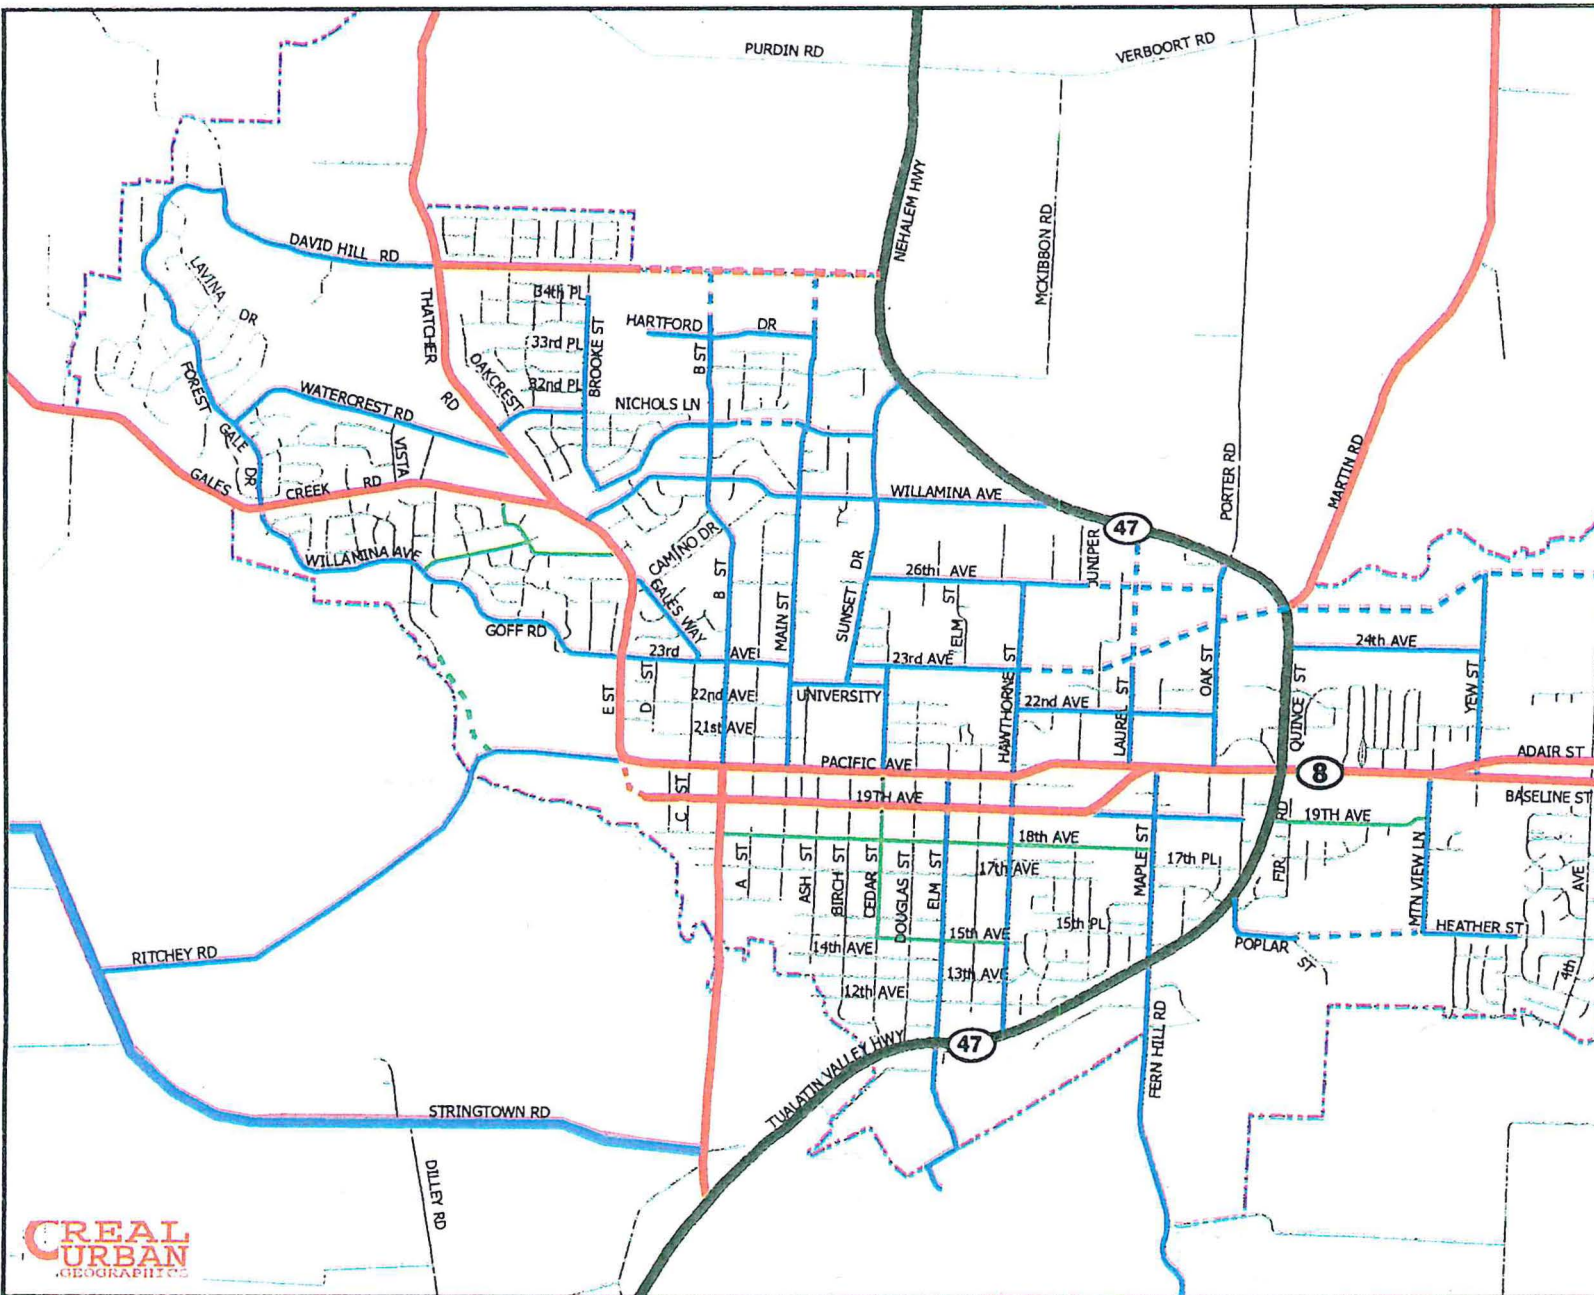 PURDIN RD
VERBOORT RD
NEHALEM HWY
MCKIBBON RD
DAVID HILL RD
LAVINA DR
THATCHER RD
34th PL
HARTFORD DR
33rd PL
BROOKE ST
B ST
OAKCREST
32nd PL
NICHOLS LN
FOREST GALE DR
WATERCREST RD
VISTA
GALES CREEK RD
WILLAMINA AVE
PORTER RD
MARTIN RD
47
WILLANINA AVE
CAMINO DR
GALES WAY
B ST
MAIN ST
SUNSET DR
26th AVE
JUNIPER
ELM ST
GOFF RD
23rd AVE
23rd AVE
24th AVE
E ST
D ST
22nd AVE
UNIVERSITY
HAWTHORNE ST
22nd AVE
LAUREL ST
OAK ST
QUINCE ST
YEW ST
21st AVE
PACIFIC AVE
8
ADAIR ST
BASELINE ST
C ST
19TH AVE
19TH AVE
18th AVE
A ST
ASH ST
BIRCH ST
CEDAR ST
DOUGLAS ST
ELM ST
17th AVE
MAPLE ST
17th PL
FIR RD
MTN VIEW LN
AVE
15th AVE
15th PL
14th AVE
POPLAR ST
HEATHER ST
4th
RITCHEY RD
13th AVE
12th AVE
47
TUALATIN VALLEY HWY
FERN HILL RD
STRINGTOWN RD
DILLEY RD
CREAL
URBAN
GEOGRAPHICS